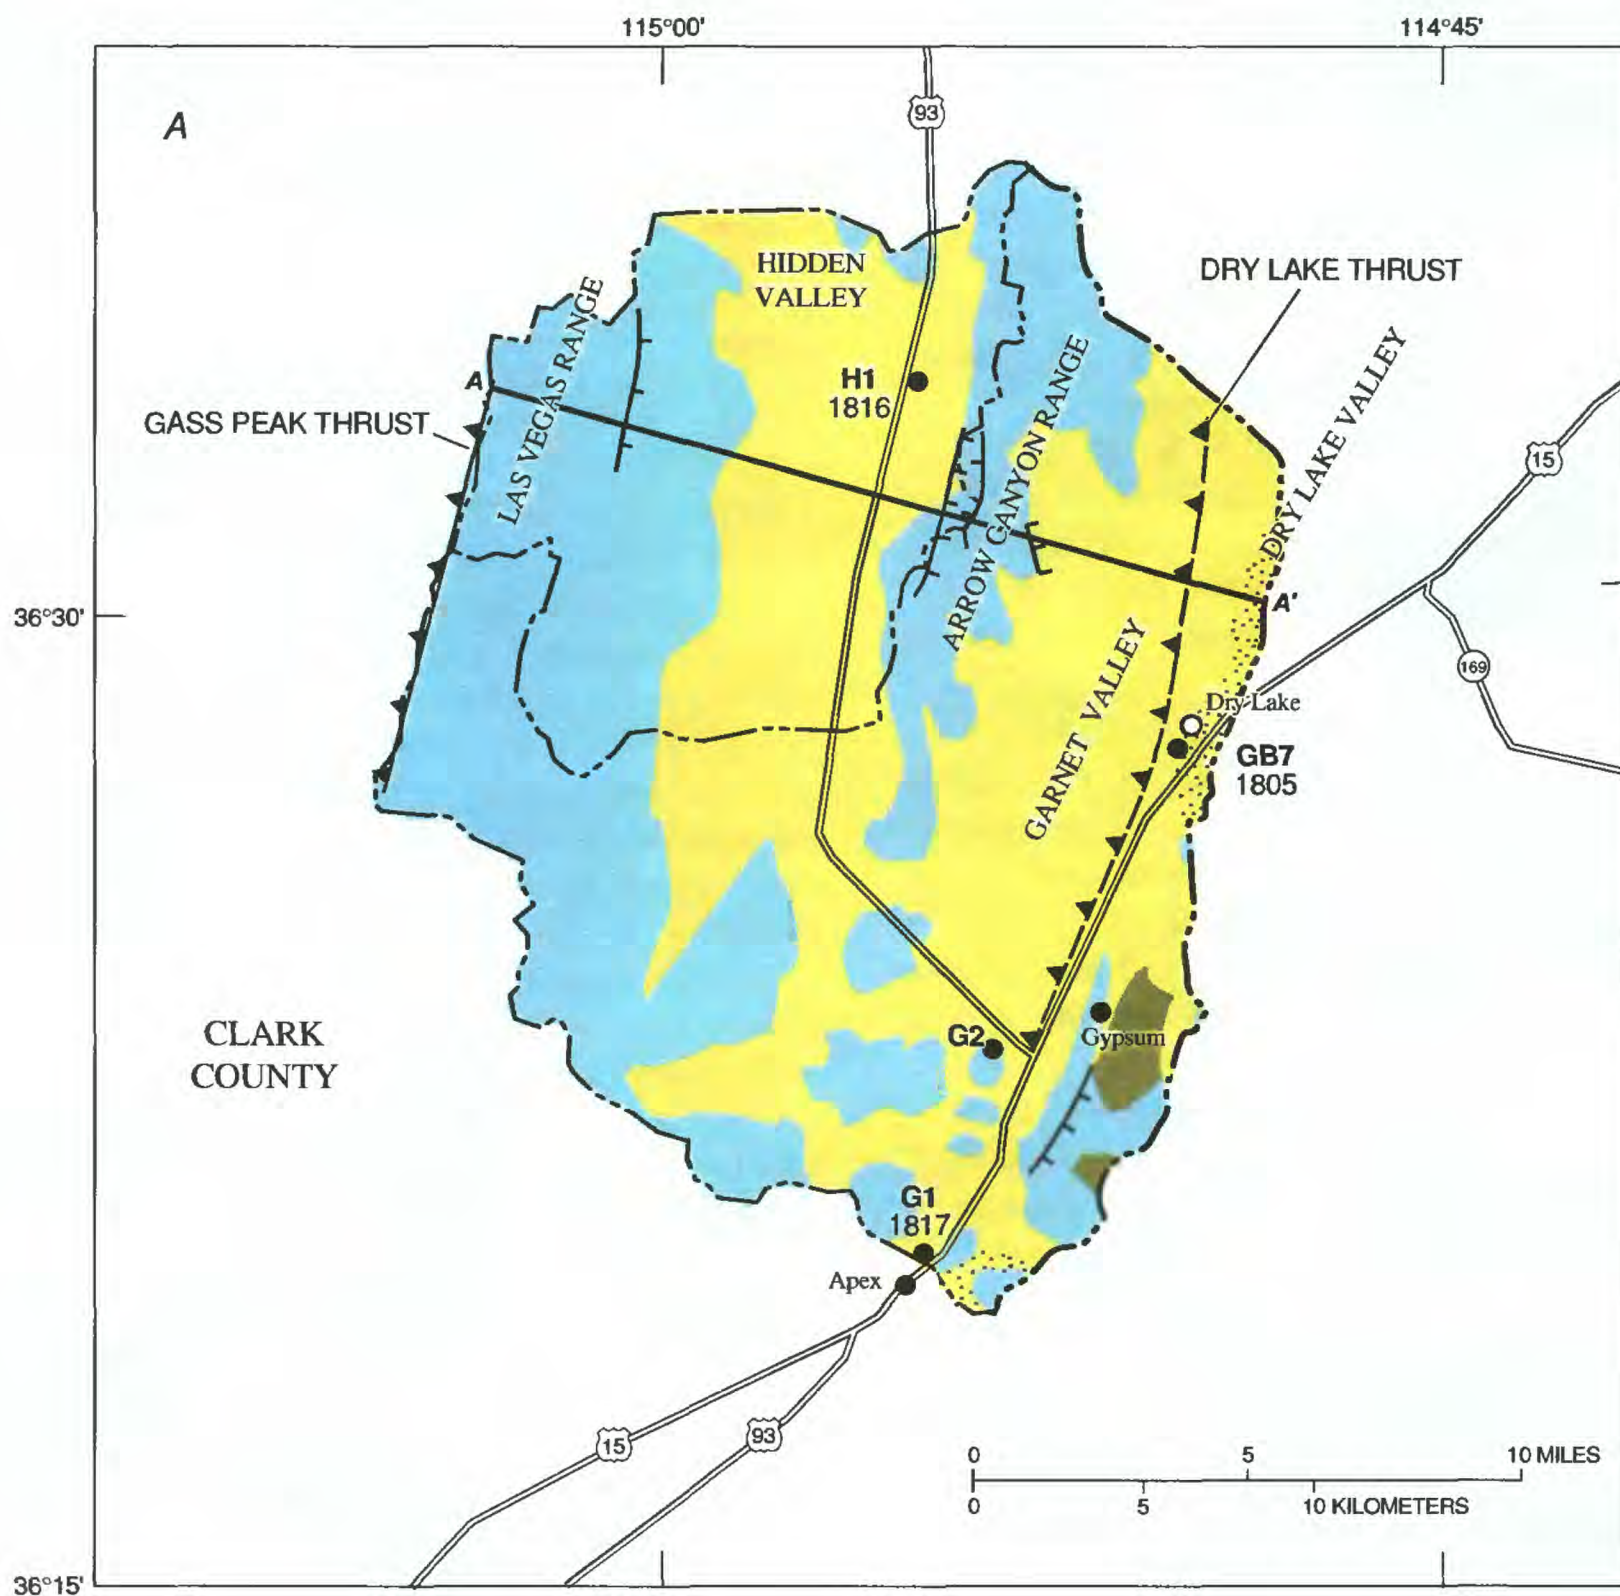 115°00'
114°45'
A
93
HIDDEN
VALLEY
DRY LAKE THRUST
LAS VEGAS RANGE
ARROW CANYON RANGE
DRY LAKE VALLEY
A
H1
1816
GASS PEAK THRUST
15
A'
36°30'
GARNET VALLEY
169
Dry Lake
GB7
1805
CLARK
COUNTY
G2
Gypsum
G1
1817
Apex
15
93
0 5 10 MILES
0 5 10 KILOMETERS
36°15'